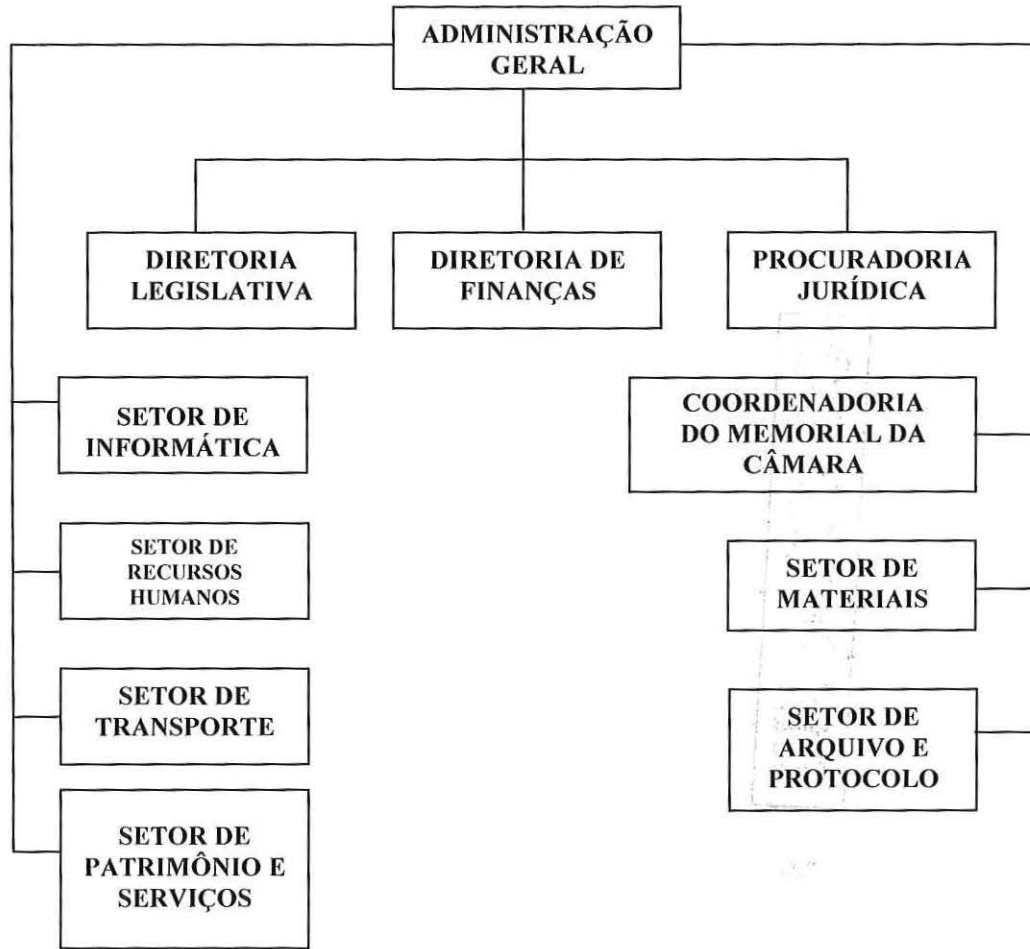 ADMINISTRAÇÃO
GERAL
DIRETORIA
LEGISLATIVA
DIRETORIA DE
FINANÇAS
PROCURADORIA
JURÍDICA
SETOR DE
INFORMÁTICA
COORDENADORIA
DO MEMORIAL DA
CÂMARA
SETOR DE
RECURSOS
HUMANOS
SETOR DE
MATERIAIS
SETOR DE
TRANSPORTE
SETOR DE
ARQUIVO E
PROTOCOLO
SETOR DE
PATRIMÔNIO E
SERVIÇOS